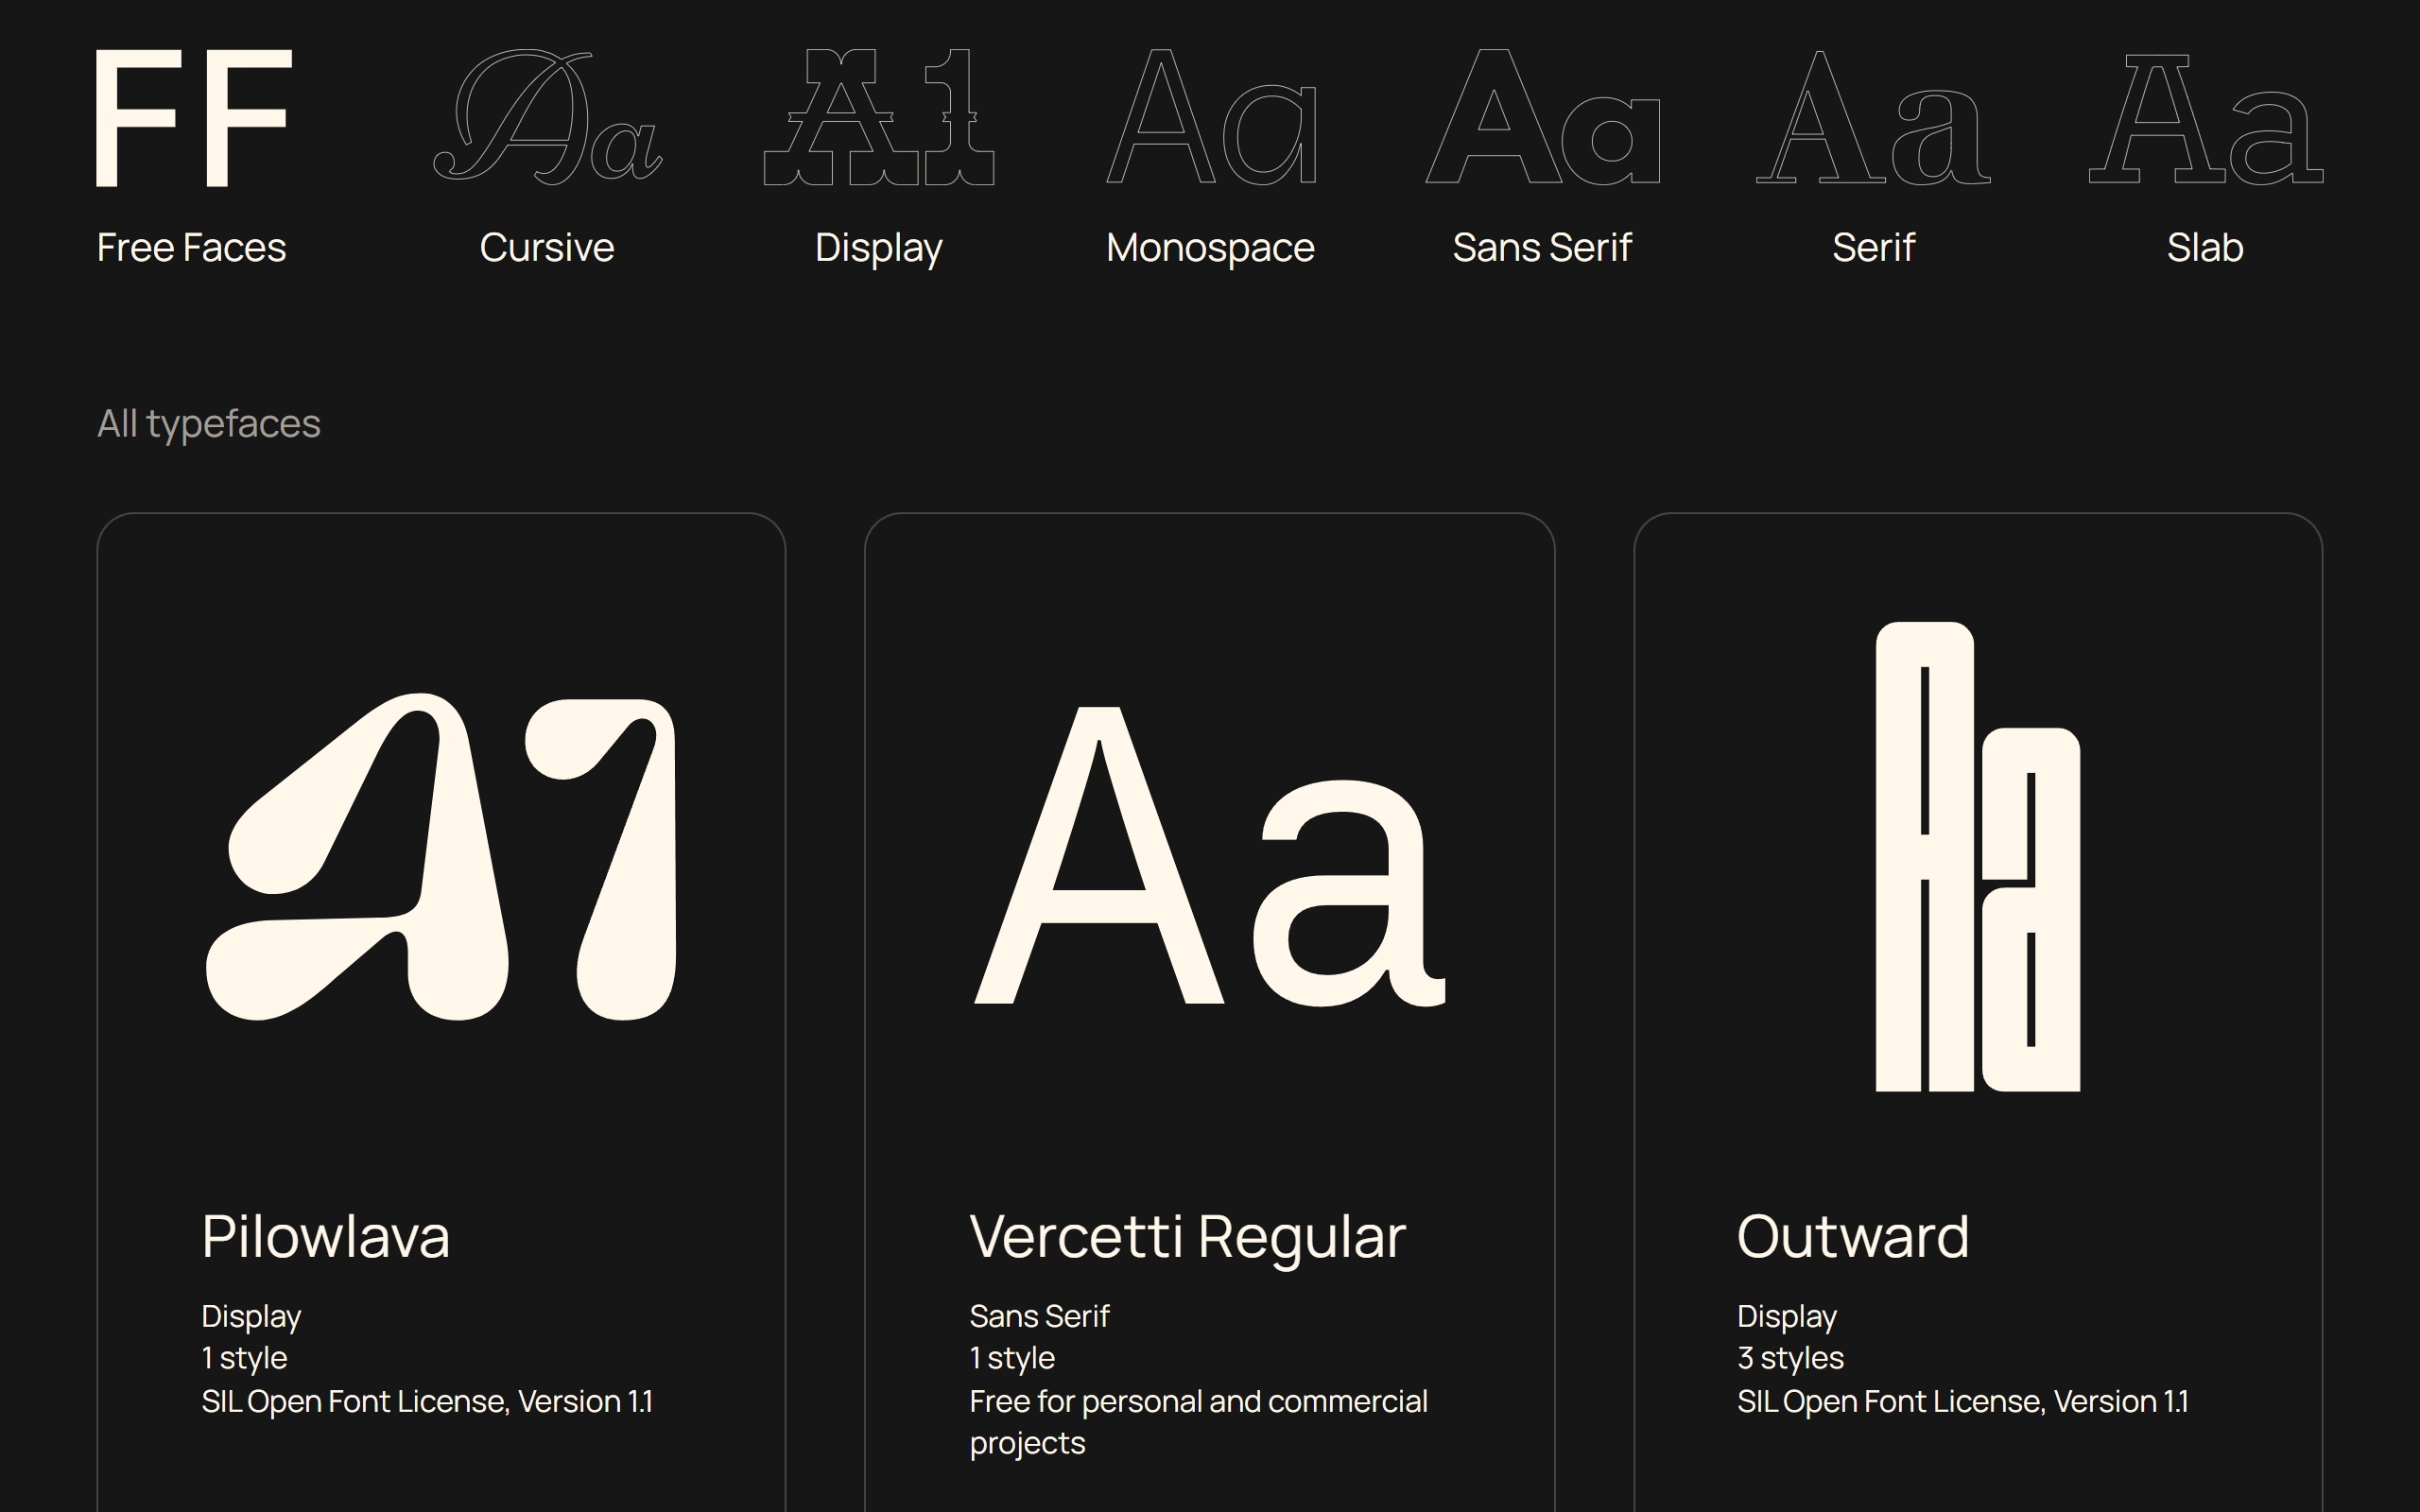 FF Aa A1 Aa Aa Aa Aa
Free Faces Cursive Display Monospace Sans Serif Serif Slab
All typefaces
A1
Pilowlava
Display
1 style
SIL Open Font License, Version 1.1
Aa
Vercetti Regular
Sans Serif
1 style
Free for personal and commercial
projects
Aa
Outward
Display
3 styles
SIL Open Font License, Version 1.1